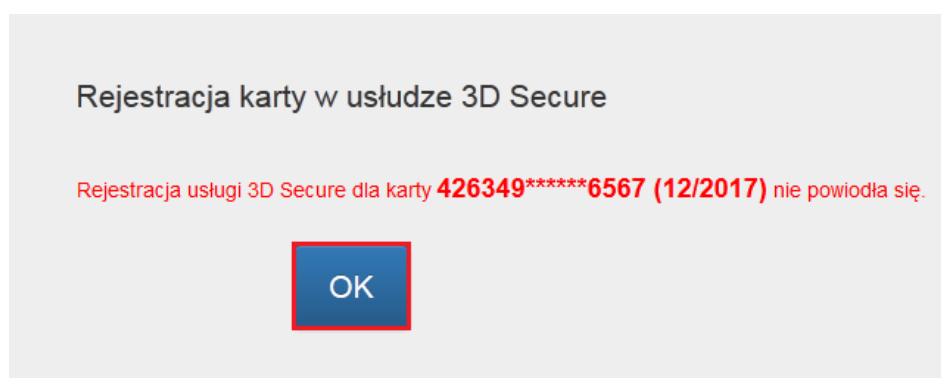 Rejestracja karty w usłudze 3D Secure
Rejestracja usługi 3D Secure dla karty 426349******6567 (12/2017) nie powiodła się.
OK